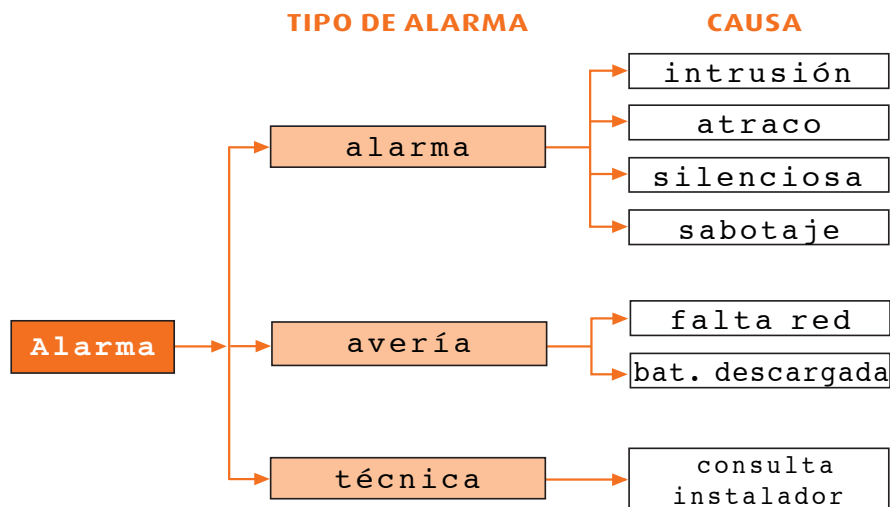 TIPO DE ALARMA
CAUSA
intrusión
atraco
alarma
silenciosa
sabotaje
falta red
Alarma
avería
bat. descargada
técnica
consulta
instalador